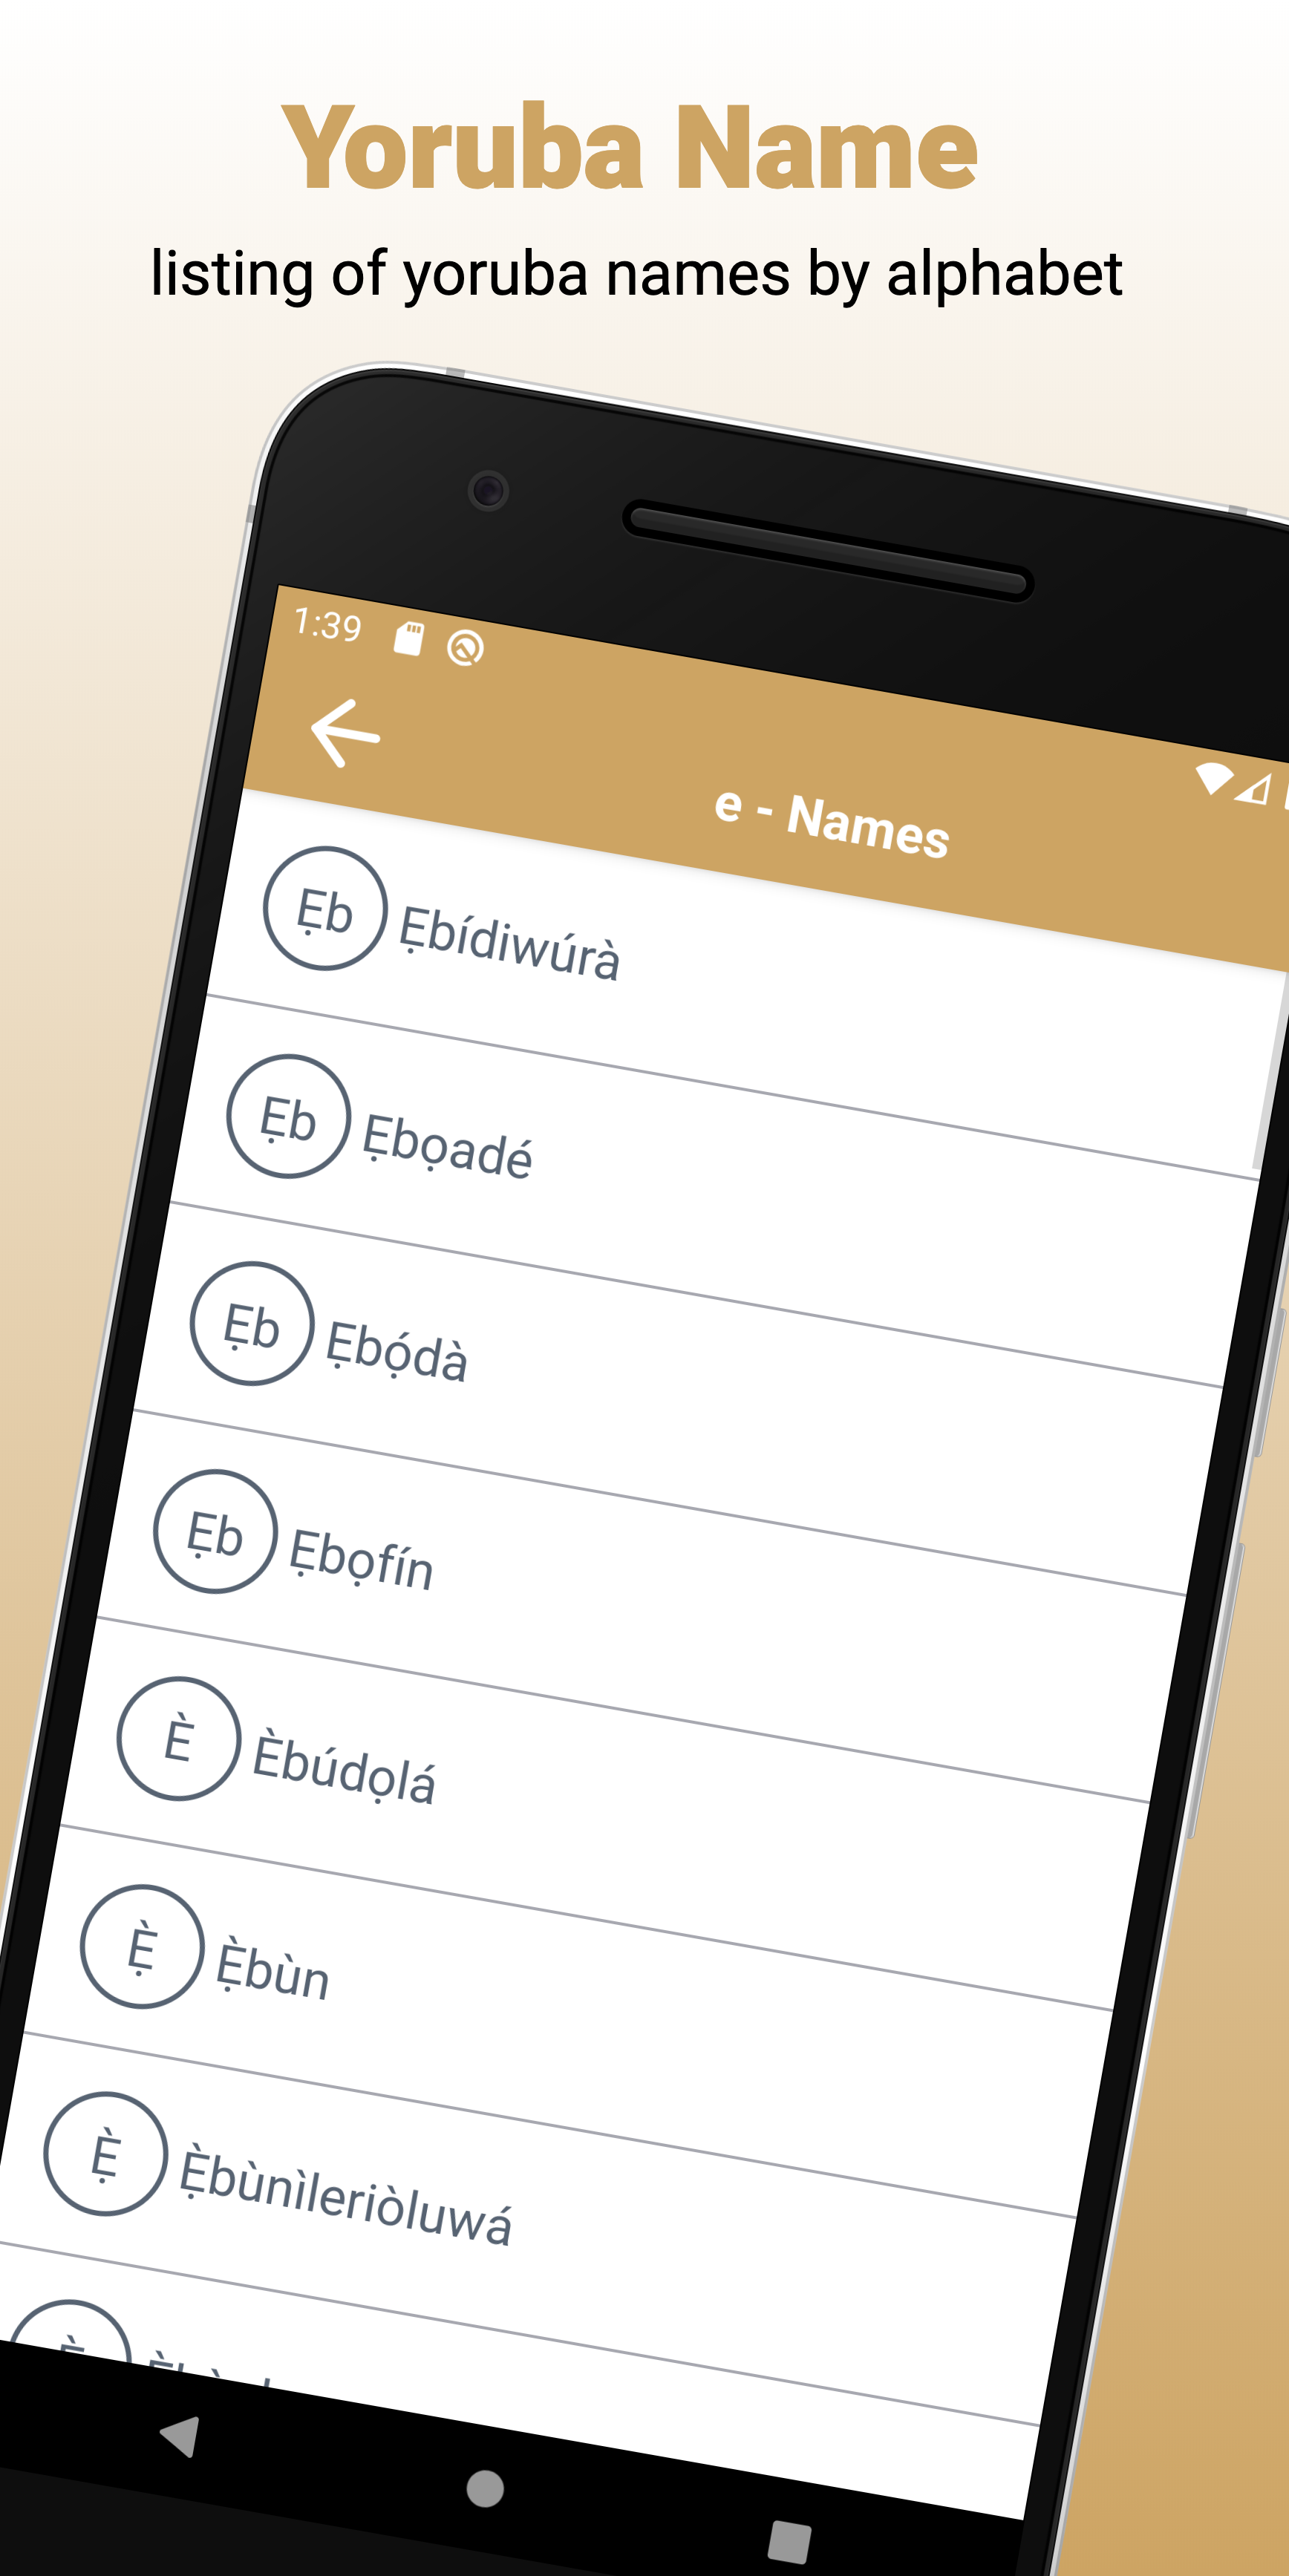 Yoruba Name
listing of yoruba names by alphabet
1:39
e - Names
Ẹb Ẹbídiwúrà
Ẹb Ẹbọadé
Ẹb Ẹbọ́dà
Ẹb Ẹbọfín
È Èbúdọlá
Ẹ̀ Ẹ̀bùn
Ẹ̀ Ẹ̀bùnìleriòluwá